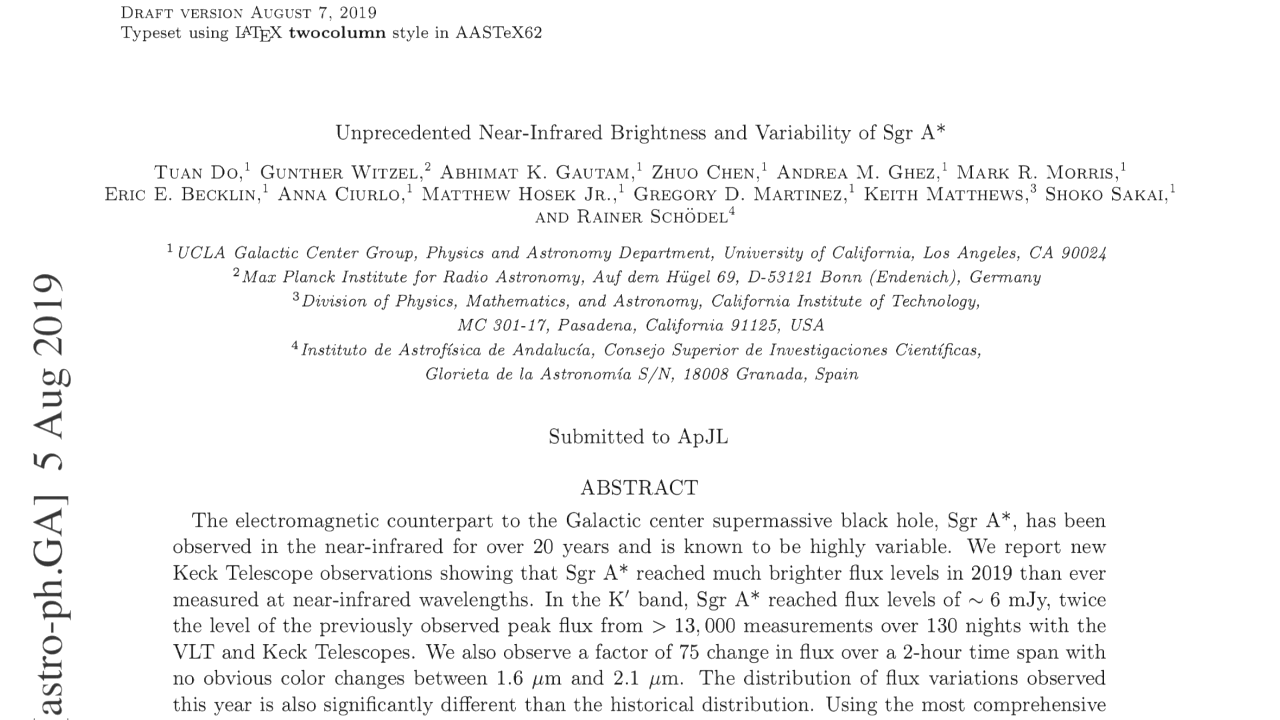 Draft version August 7, 2019
Typeset using LATEX twocolumn style in AASTeX62
Unprecedented Near-Infrared Brightness and Variability of Sgr A*
Tuan Do,1 Gunther Witzel,2 Abhimat K. Gautam,1 Zhuo Chen,1 Andrea M. Ghez,1 Mark R. Morris,1
Eric E. Becklin,1 Anna Ciurlo,1 Matthew Hosek Jr.,1 Gregory D. Martinez,1 Keith Matthews,3 Shoko Sakai,1
and Rainer Schödel4
1 UCLA Galactic Center Group, Physics and Astronomy Department, University of California, Los Angeles, CA 90024
2 Max Planck Institute for Radio Astronomy, Auf dem Hügel 69, D-53121 Bonn (Endenich), Germany
3 Division of Physics, Mathematics, and Astronomy, California Institute of Technology,
MC 301-17, Pasadena, California 91125, USA
4 Instituto de Astrofísica de Andalucía, Consejo Superior de Investigaciones Científicas,
Glorieta de la Astronomía S/N, 18008 Granada, Spain
Submitted to ApJL
ABSTRACT
The electromagnetic counterpart to the Galactic center supermassive black hole, Sgr A*, has been
observed in the near-infrared for over 20 years and is known to be highly variable. We report new
Keck Telescope observations showing that Sgr A* reached much brighter flux levels in 2019 than ever
measured at near-infrared wavelengths. In the K′ band, Sgr A* reached flux levels of ∼ 6 mJy, twice
the level of the previously observed peak flux from > 13, 000 measurements over 130 nights with the
VLT and Keck Telescopes. We also observe a factor of 75 change in flux over a 2-hour time span with
no obvious color changes between 1.6 μm and 2.1 μm. The distribution of flux variations observed
this year is also significantly different than the historical distribution. Using the most comprehensive
[astro-ph.GA] 5 Aug 2019